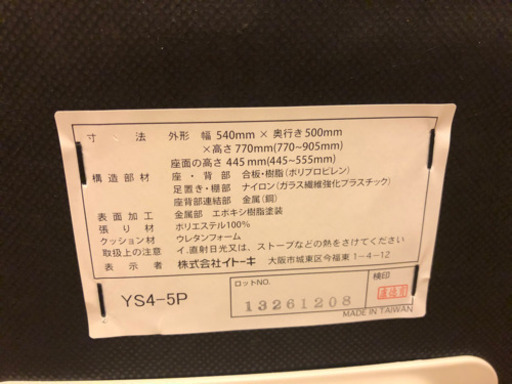 寸法 外形 幅 540mm × 奥行き 500mm
×高さ 770mm(770~905mm)
座面の高さ 445mm(445~555mm)
構造部材 座・背部 合板・樹脂(ポリプロピレン)
足置き・棚部 ナイロン(ガラス繊維強化プラスチック)
座背部連結部 金属(鋼)
表面加工 金属部 エポキシ樹脂塗装
張り材 ポリエステル100%
クッション材 ウレタンフォーム
取扱上の注意 イ.直射日光又は、ストーブなどの熱をさけてください
表示者 株式会社イトーキ 大阪市城東区今福東1-4-12
YS4-5P
ロットNO. 13261208
検印
MADE IN TAIWAN